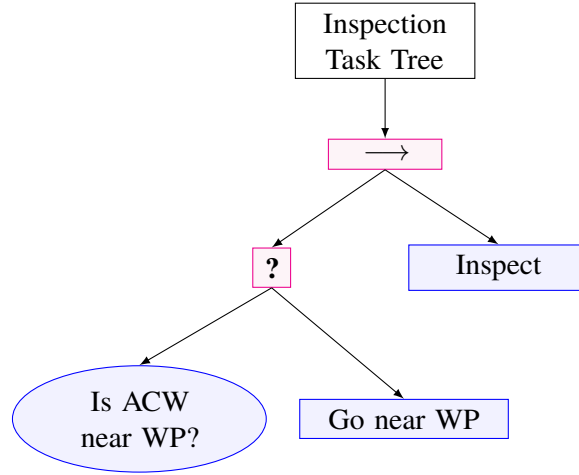 Inspection
Task Tree
⟶
?
Inspect
Is ACW
near WP?
Go near WP